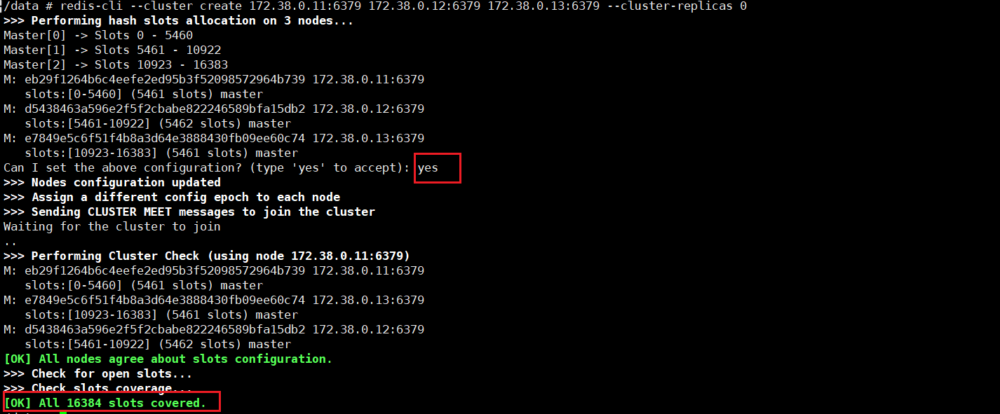 /data # redis-cli --cluster create 172.38.0.11:6379 172.38.0.12:6379 172.38.0.13:6379 --cluster-replicas 0
>>> Performing hash slots allocation on 3 nodes...
Master[0] -> Slots 0 - 5460
Master[1] -> Slots 5461 - 10922
Master[2] -> Slots 10923 - 16383
M: eb29f1264b6c4eefe2ed95b3f52098572964b739 172.38.0.11:6379
   slots:[0-5460] (5461 slots) master
M: d5438463a596e2f5f2cbabe822246589bfa15db2 172.38.0.12:6379
   slots:[5461-10922] (5462 slots) master
M: e7849e5c6f51f4b8a3d64e3888430fb09ee60c74 172.38.0.13:6379
   slots:[10923-16383] (5461 slots) master
Can I set the above configuration? (type 'yes' to accept): yes
>>> Nodes configuration updated
>>> Assign a different config epoch to each node
>>> Sending CLUSTER MEET messages to join the cluster
Waiting for the cluster to join
..
>>> Performing Cluster Check (using node 172.38.0.11:6379)
M: eb29f1264b6c4eefe2ed95b3f52098572964b739 172.38.0.11:6379
   slots:[0-5460] (5461 slots) master
M: e7849e5c6f51f4b8a3d64e3888430fb09ee60c74 172.38.0.13:6379
   slots:[10923-16383] (5461 slots) master
M: d5438463a596e2f5f2cbabe822246589bfa15db2 172.38.0.12:6379
   slots:[5461-10922] (5462 slots) master
[OK] All nodes agree about slots configuration.
>>> Check for open slots...
>>> Check slots coverage...
[OK] All 16384 slots covered.